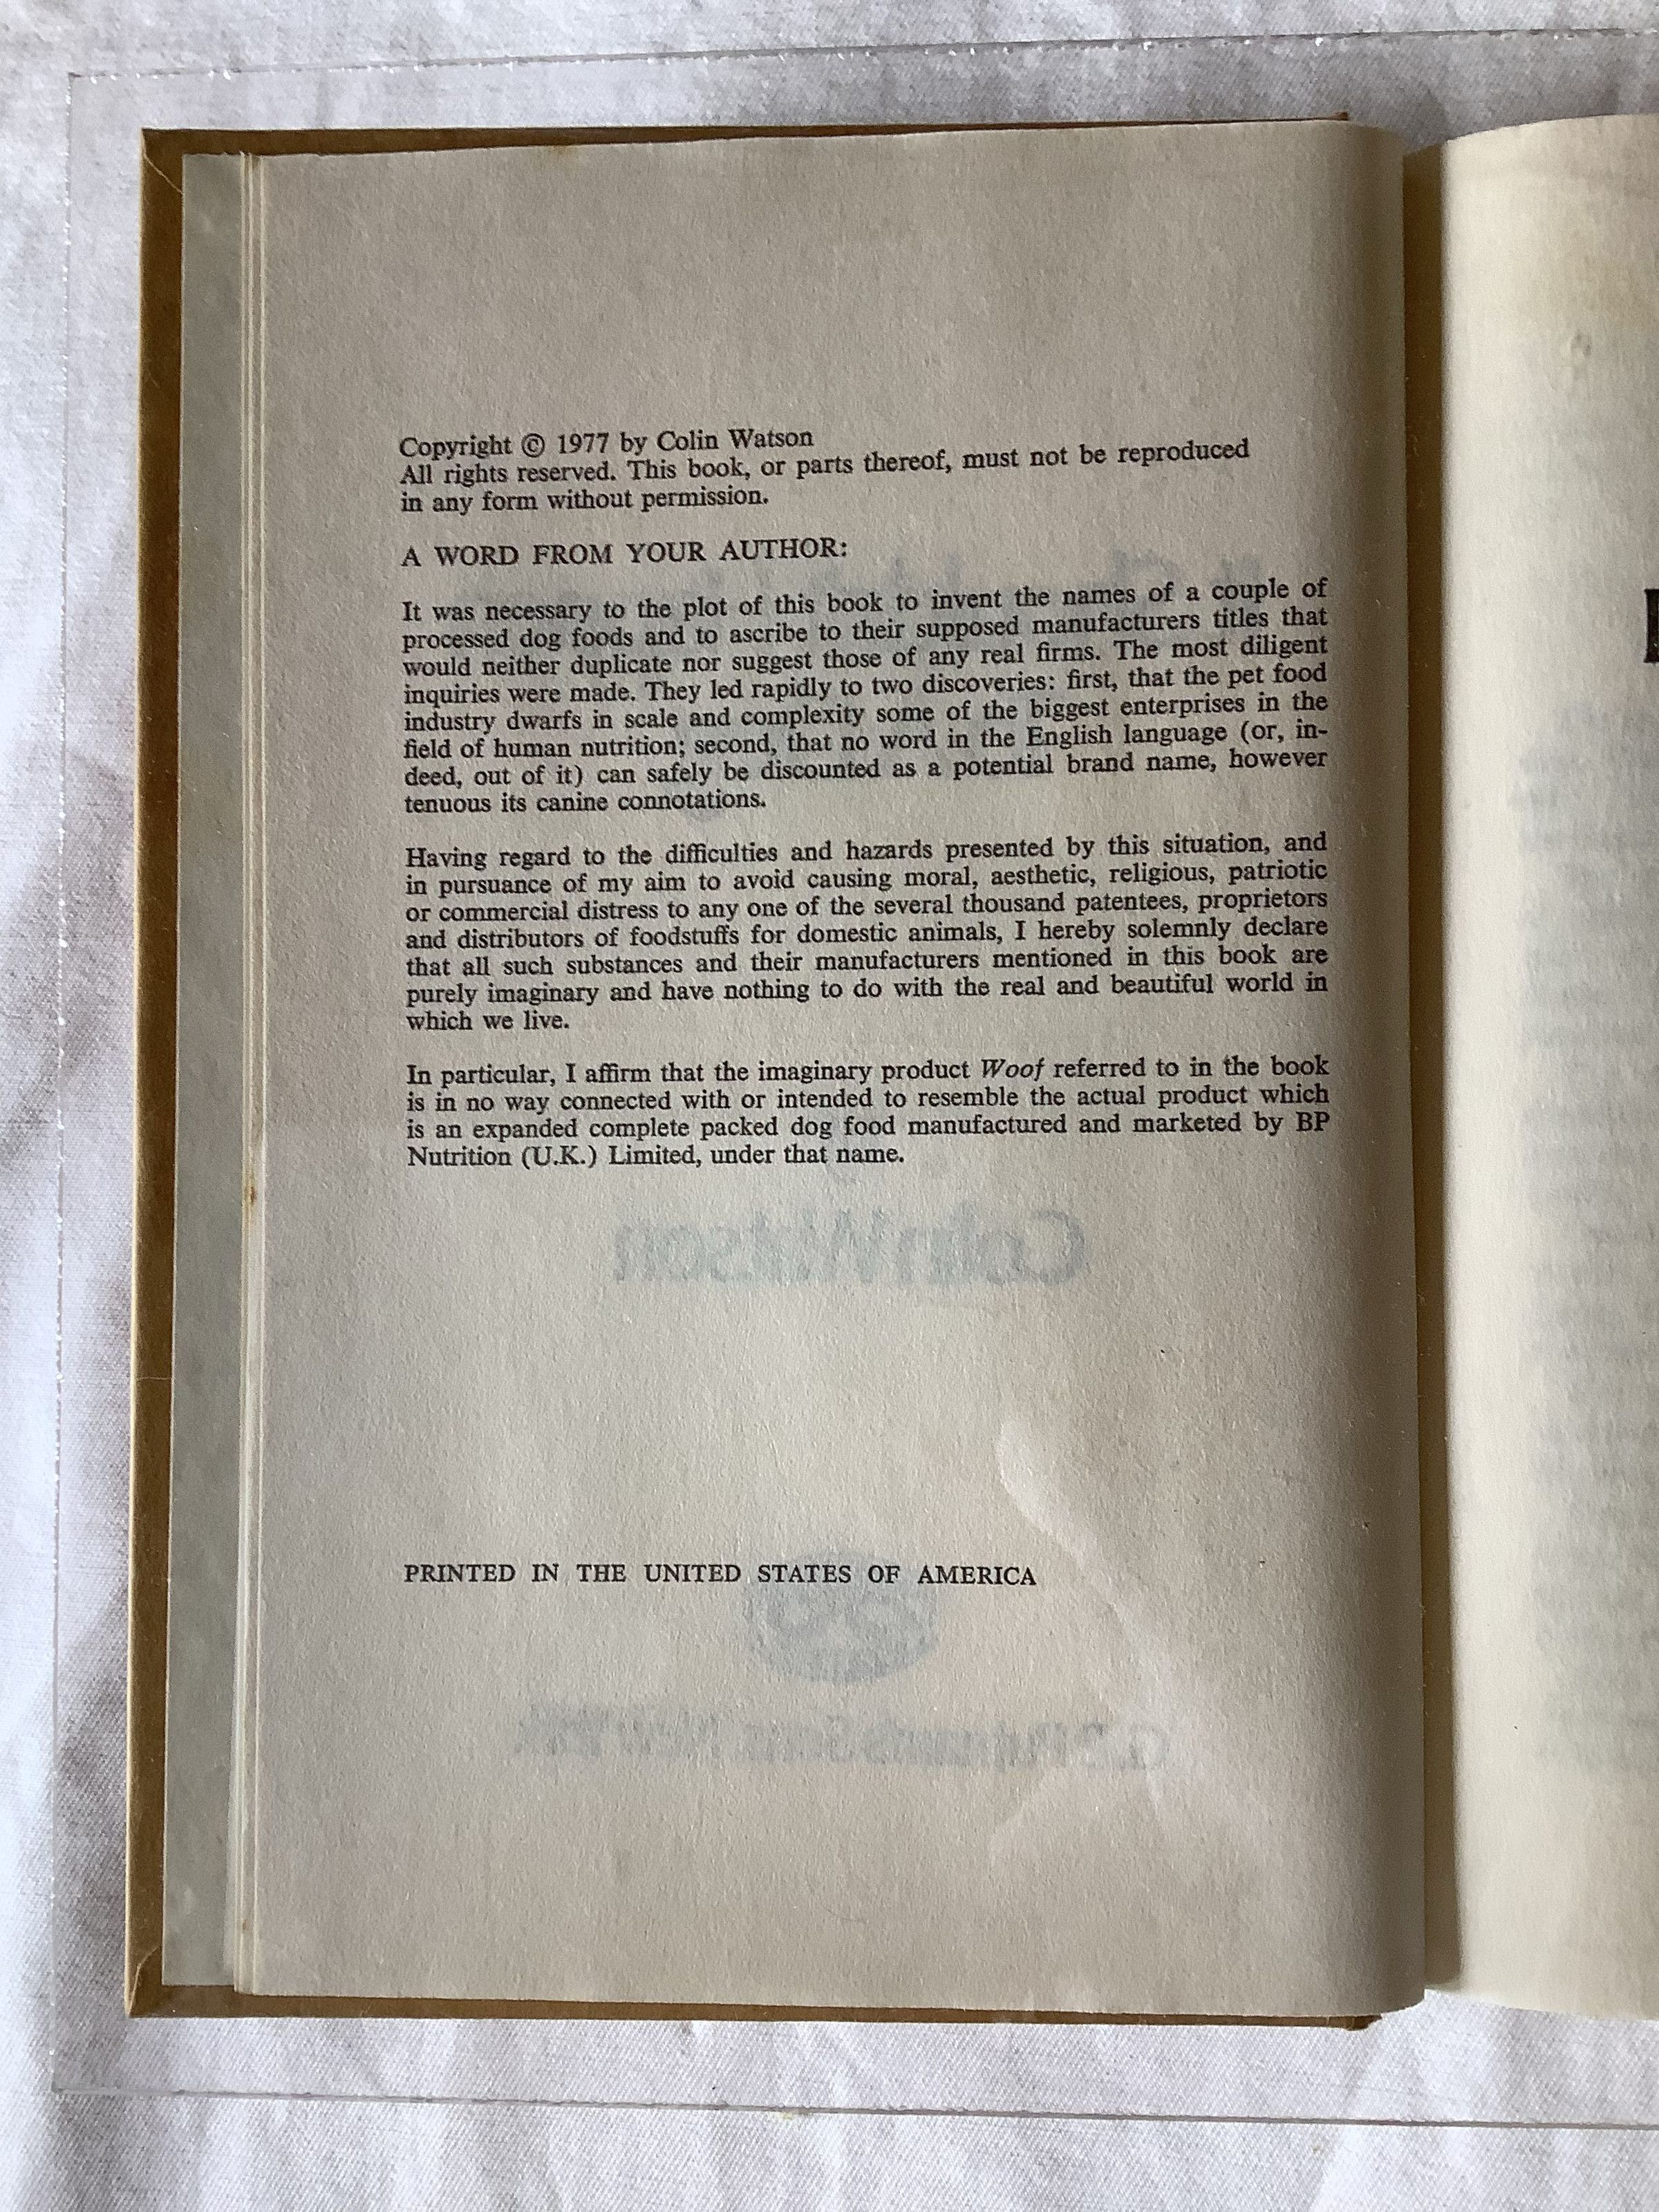 Copyright © 1977 by Colin Watson
All rights reserved. This book, or parts thereof, must not be reproduced
in any form without permission.
A WORD FROM YOUR AUTHOR:
It was necessary to the plot of this book to invent the names of a couple of
processed dog foods and to ascribe to their supposed manufacturers titles that
would neither duplicate nor suggest those of any real firms. The most diligent
inquiries were made. They led rapidly to two discoveries: first, that the pet food
industry dwarfs in scale and complexity some of the biggest enterprises in the
field of human nutrition; second, that no word in the English language (or, in-
deed, out of it) can safely be discounted as a potential brand name, however
tenuous its canine connotations.
Having regard to the difficulties and hazards presented by this situation, and
in pursuance of my aim to avoid causing moral, aesthetic, religious, patriotic
or commercial distress to any one of the several thousand patentees, proprietors
and distributors of foodstuffs for domestic animals, I hereby solemnly declare
that all such substances and their manufacturers mentioned in this book are
purely imaginary and have nothing to do with the real and beautiful world in
which we live.
In particular, I affirm that the imaginary product Woof referred to in the book
is in no way connected with or intended to resemble the actual product which
is an expanded complete packed dog food manufactured and marketed by BP
Nutrition (U.K.) Limited, under that name.
Colin Watson
PRINTED IN THE UNITED STATES OF AMERICA